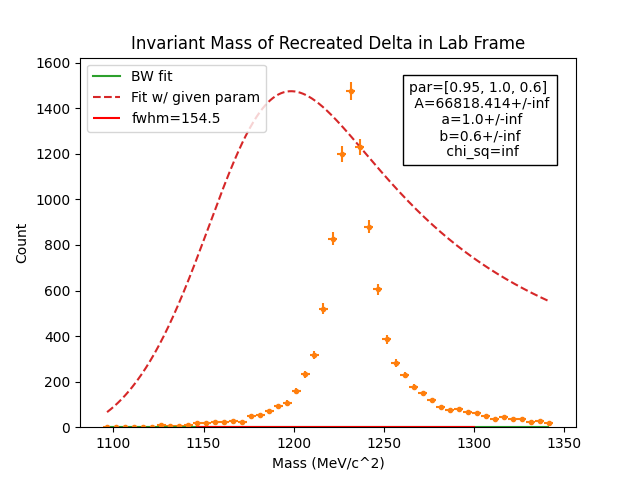 Invariant Mass of Recreated Delta in Lab Frame
BW fit
Fit w/ given param
fwhm=154.5
par=[0.95, 1.0, 0.6]
A=66818.414+/-inf
a=1.0+/-inf
b=0.6+/-inf
chi_sq=inf
Count
1600
1400
1200
1000
800
600
400
200
0
1100 1150 1200 1250 1300 1350
Mass (MeV/c^2)